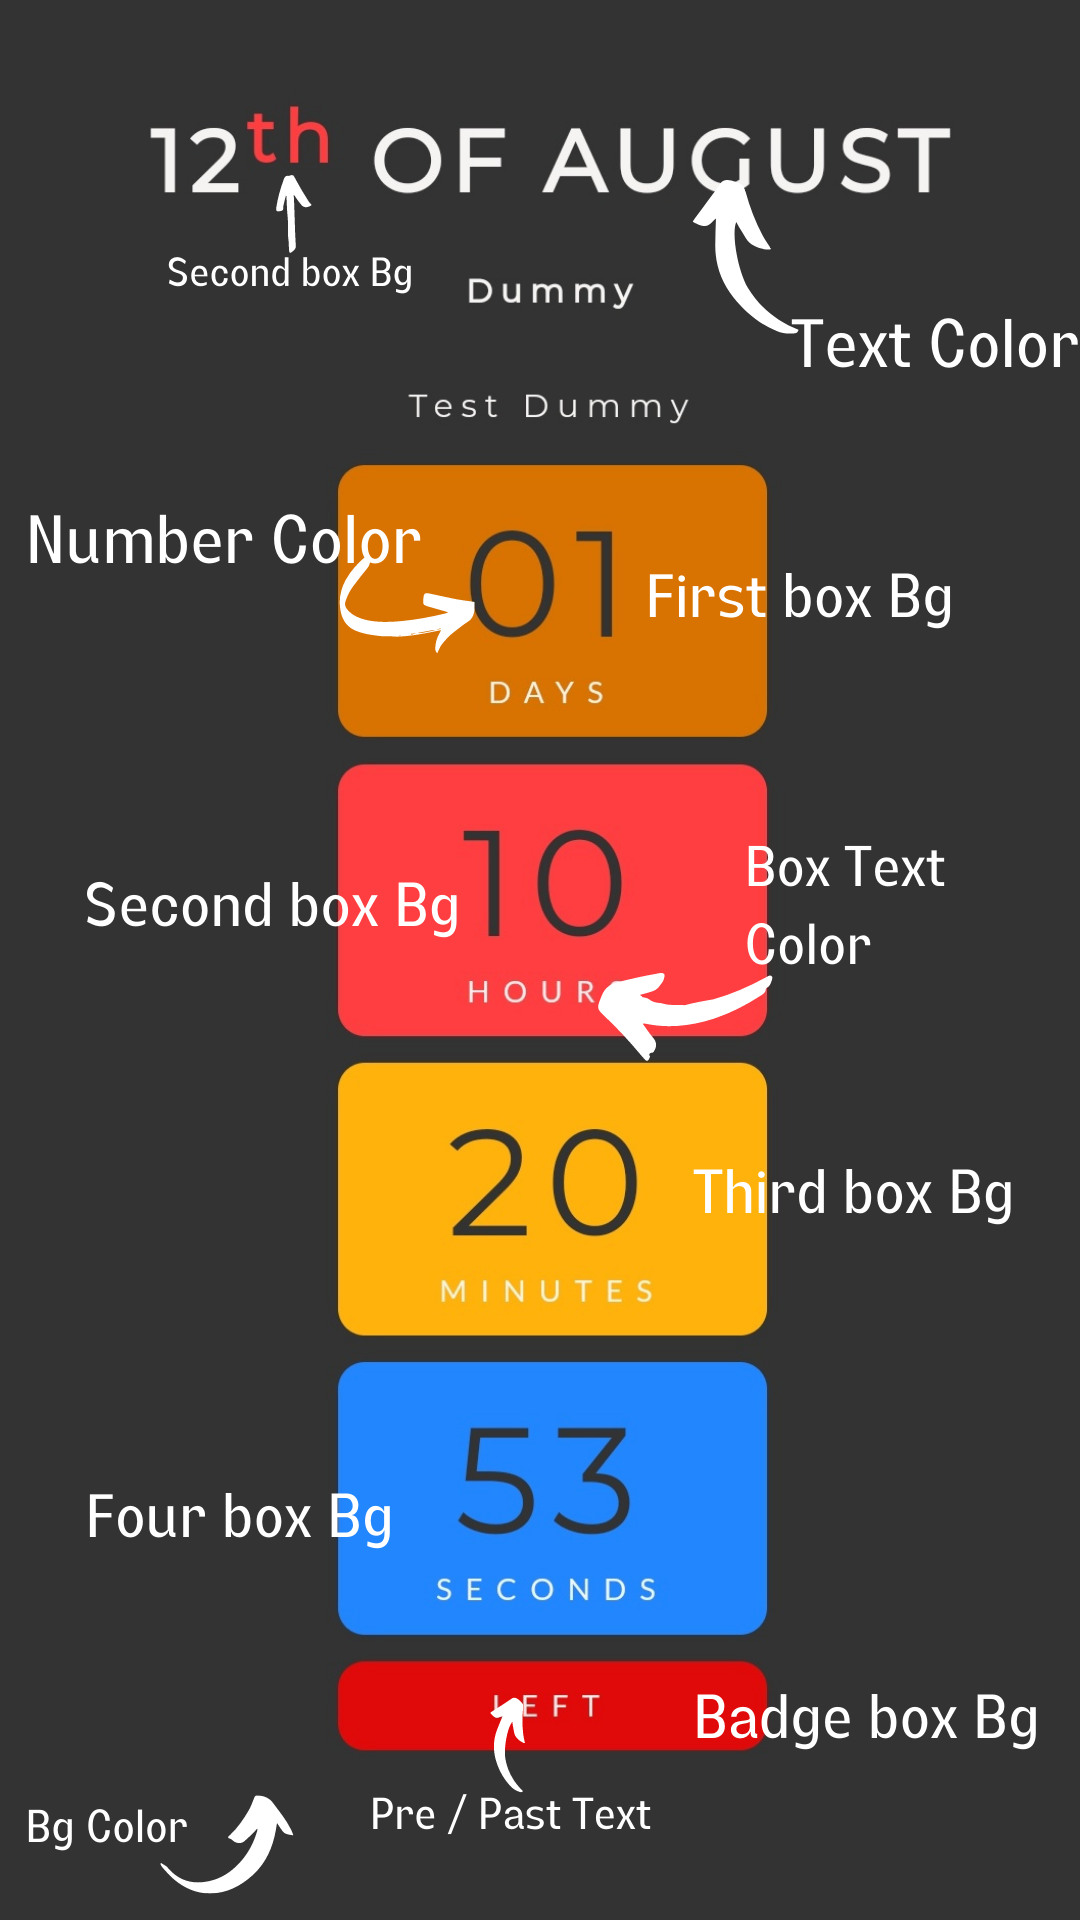 12th OF AUGUST
Second box Bg
Dummy
Text Color
Test Dummy
Number Color
01
First box Bg
DAYS
10
Box Text
Color
Second box Bg
HOURS
20
Third box Bg
MINUTES
53
Four box Bg
SECONDS
LEFT
Badge box Bg
Pre / Past Text
Bg Color